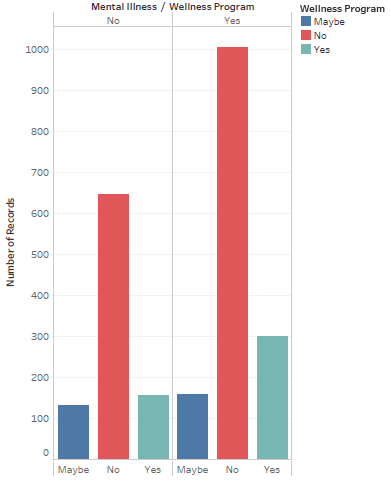 Mental Illness / Wellness Program
No Yes
Wellness Program
Maybe
No
Yes
Number of Records
1000
900
800
700
600
500
400
300
200
100
0
Maybe No Yes Maybe No Yes